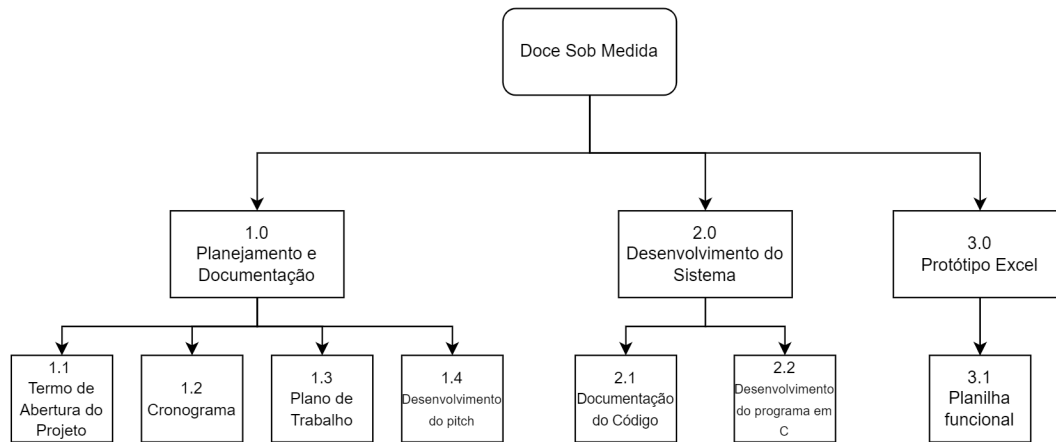 Doce Sob Medida
1.0
Planejamento e
Documentação
2.0
Desenvolvimento do
Sistema
3.0
Protótipo Excel
1.1
Termo de
Abertura do
Projeto
1.2
Cronograma
1.3
Plano de
Trabalho
1.4
Desenvolvimento
do pitch
2.1
Documentação
do Código
2.2
Desenvolvimento
do programa em
C
3.1
Planilha
funcional